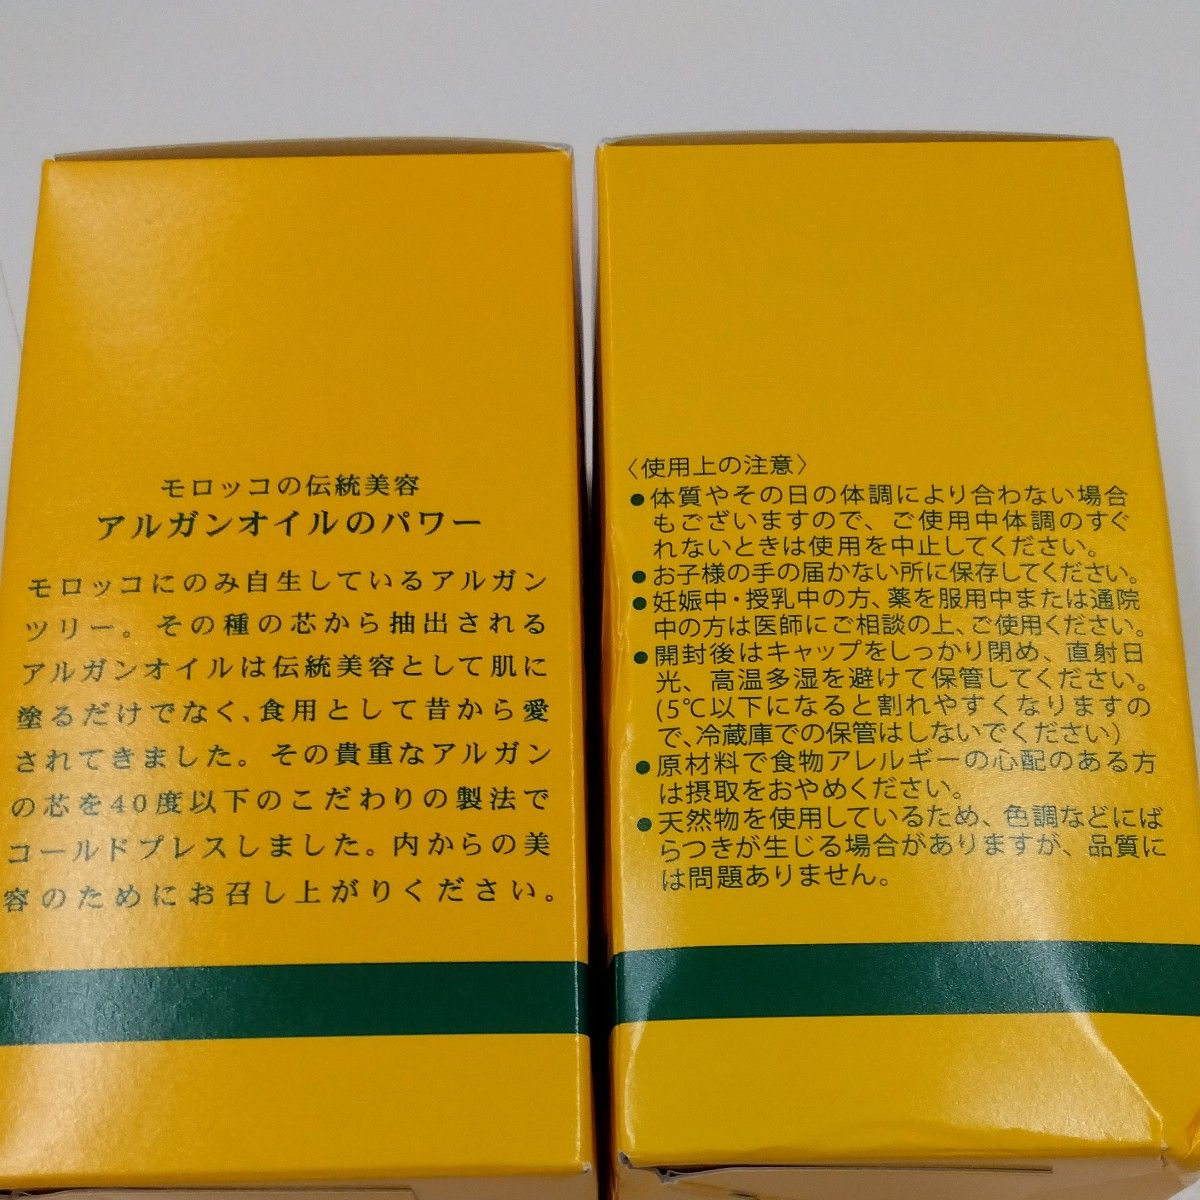 モロッコの伝統美容
アルガンオイルのパワー
モロッコにのみ自生しているアルガン
ツリー。その種の芯から抽出される
アルガンオイルは伝統美容として肌に
塗るだけでなく、食用として昔から愛
されてきました。その貴重なアルガン
の芯を40度以下のこだわりの製法で
コールドプレスしました。内からの美
容のためにお召し上がりください。
〈使用上の注意〉
●体質やその日の体調により合わない場合
もございますので、ご使用中体調のすぐ
れないときは使用を中止してください。
●お子様の手の届かない所に保存してください。
●妊娠中・授乳中の方、薬を服用中または通院
中の方は医師にご相談の上、ご使用ください。
●開封後はキャップをしっかり閉め、直射日
光、高温多湿を避けて保管してください。
(5℃以下になると割れやすくなりますの
で、冷蔵庫での保管はしないでください)
●原材料で食物アレルギーの心配のある方
は摂取をおやめください。
●天然物を使用しているため、色調などにば
らつきが生じる場合がありますが、品質に
は問題ありません。